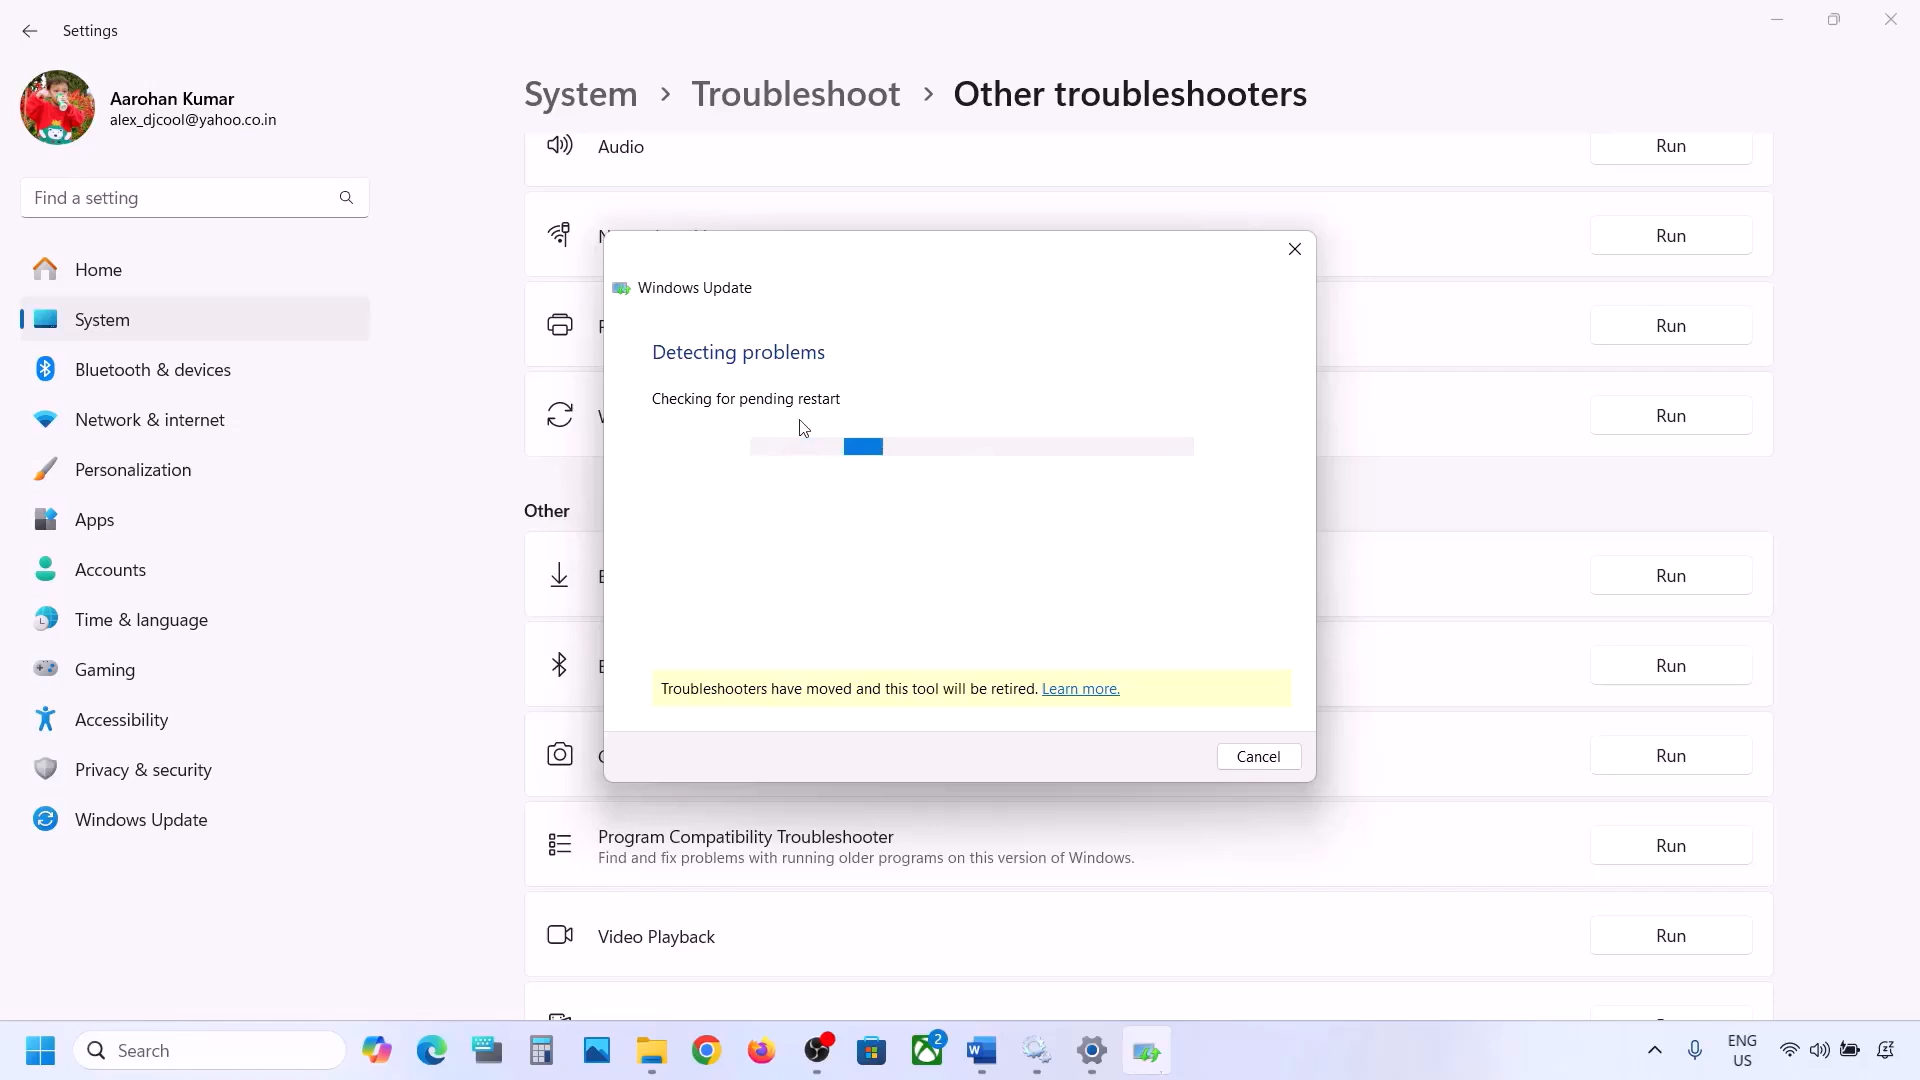 Settings
Aarohan Kumar
alex_djcool@yahoo.co.in
Find a setting
Home
System
Bluetooth & devices
Network & internet
Personalization
Apps
Accounts
Time & language
Gaming
Accessibility
Privacy & security
Windows Update
System > Troubleshoot > Other troubleshooters
Audio
Run
Run
Run
Run
Windows Update
Detecting problems
Checking for pending restart
Troubleshooters have moved and this tool will be retired. Learn more.
Cancel
Other
Run
Run
Run
Program Compatibility Troubleshooter
Find and fix problems with running older programs on this version of Windows.
Run
Video Playback
Run
Search
2
ENG
US